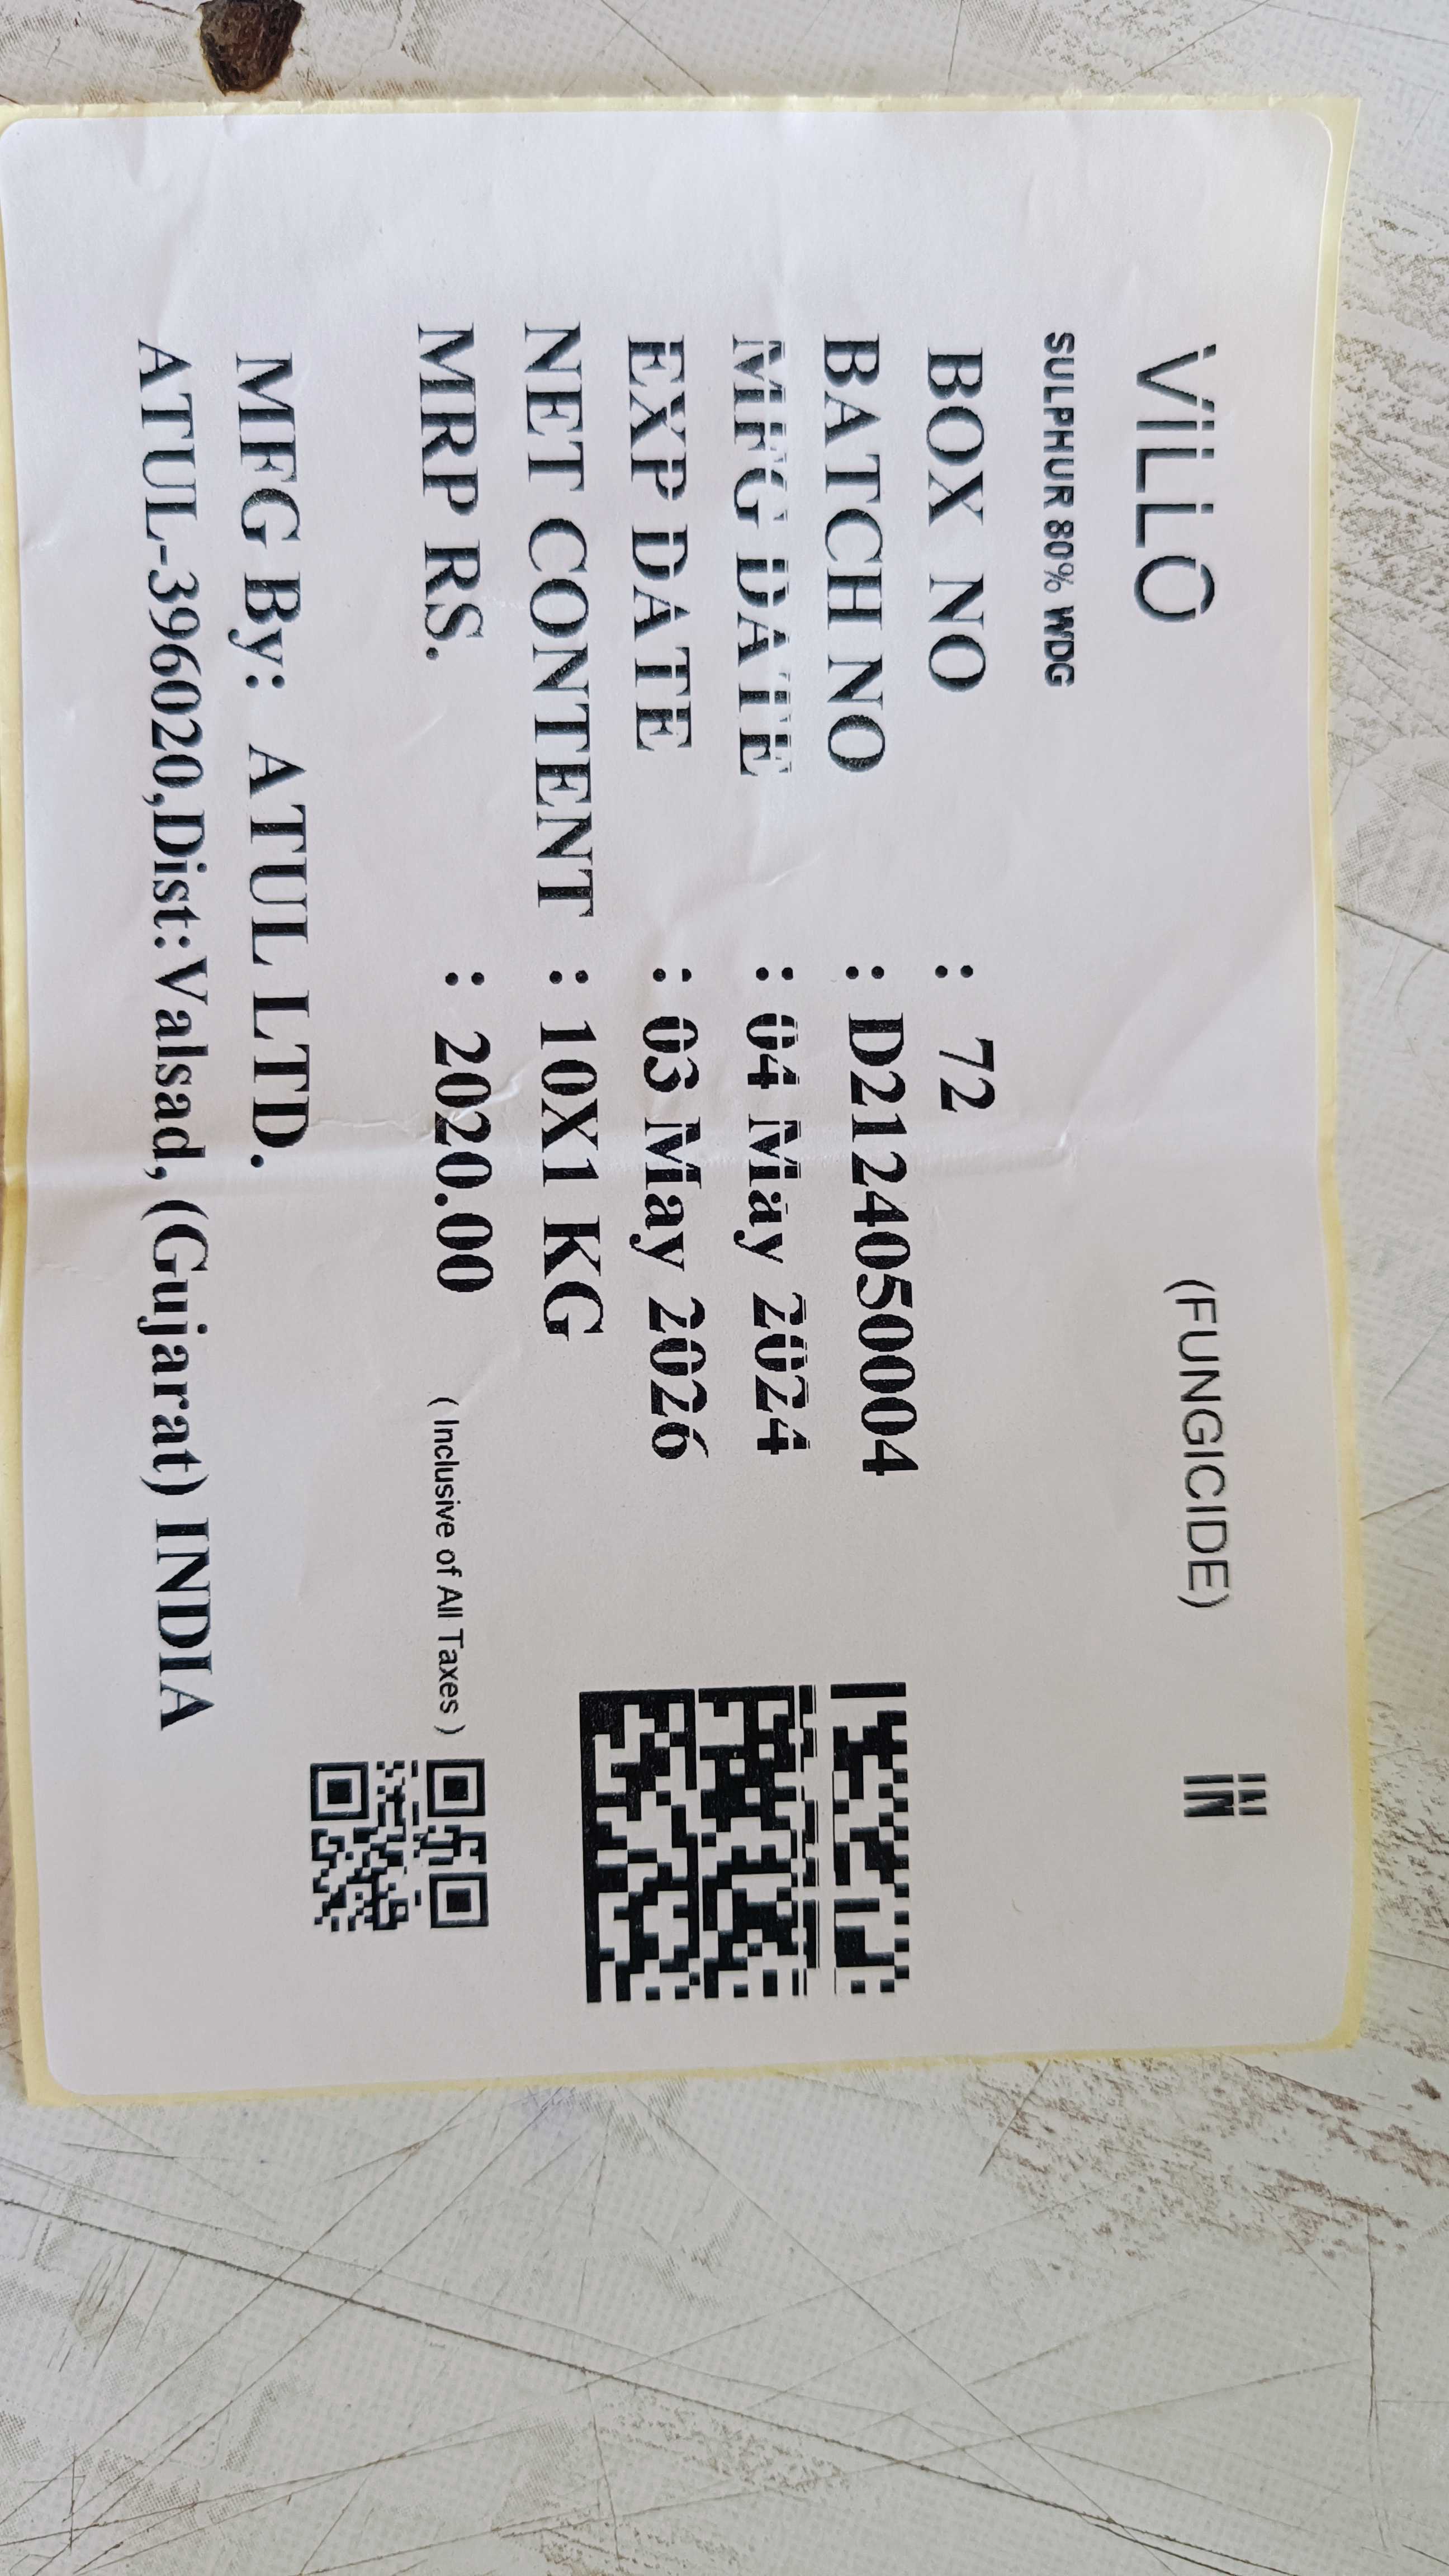 VILLO (FUNGICIDE) IN
SULPHUR 80% WDG
BOX NO : 72
BATCH NO : D2124050004
MFG DATE : 04 May 2024
EXP DATE : 03 May 2026
NET CONTENT : 10X1 KG
MRP RS. : 2020.00 ( Inclusive of All Taxes )
MFG By: ATUL LTD.
ATUL-396020,Dist:Valsad, (Gujarat) INDIA